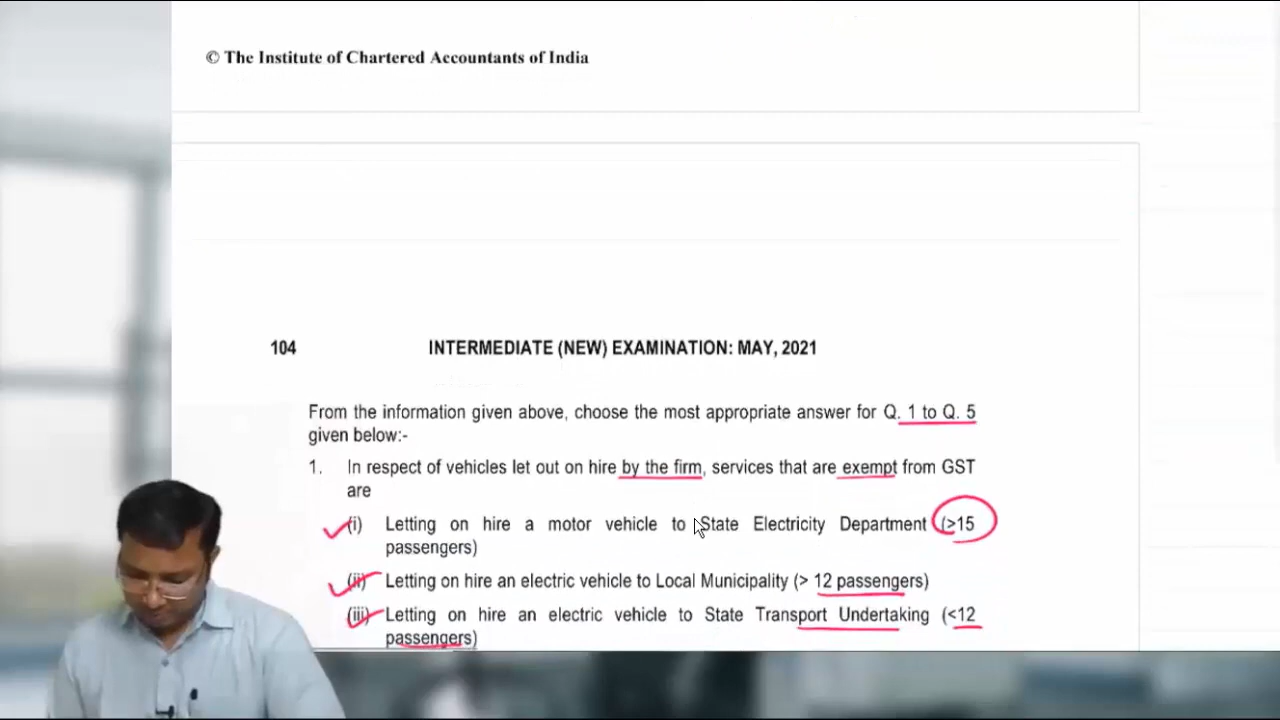 © The Institute of Chartered Accountants of India
104 INTERMEDIATE (NEW) EXAMINATION: MAY, 2021
From the information given above, choose the most appropriate answer for Q. 1 to Q. 5
given below:-
1. In respect of vehicles let out on hire by the firm, services that are exempt from GST
are
(i) Letting on hire a motor vehicle to State Electricity Department (>15
passengers)
(ii) Letting on hire an electric vehicle to Local Municipality (> 12 passengers)
(iii) Letting on hire an electric vehicle to State Transport Undertaking (<12
passengers)